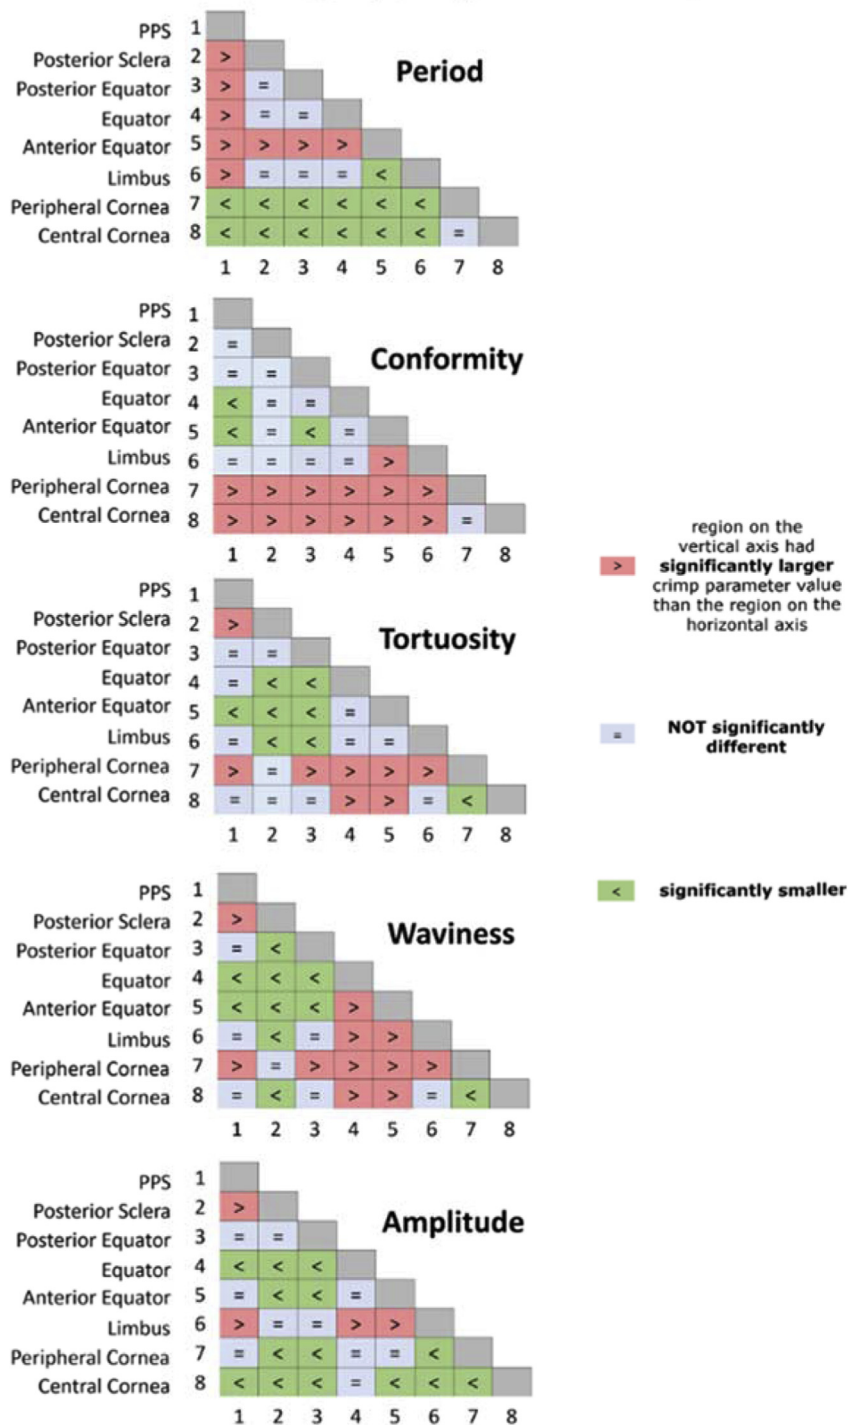 PPS 1
Posterior Sclera 2 >
Period
Posterior Equator 3 > =
Equator 4 > = =
Anterior Equator 5 > > > >
Limbus 6 > = = = <
Peripheral Cornea 7 < < < < < <
Central Cornea 8 < < < < < < =
1 2 3 4 5 6 7 8
PPS 1
Posterior Sclera 2 =
Conformity
Posterior Equator 3 = =
Equator 4 < = =
Anterior Equator 5 < = < =
Limbus 6 = = = = >
Peripheral Cornea 7 > > > > > >
Central Cornea 8 > > > > > > =
1 2 3 4 5 6 7 8
PPS 1
Posterior Sclera 2 >
Tortuosity
Posterior Equator 3 = =
Equator 4 = < <
Anterior Equator 5 < < < =
Limbus 6 = < < = =
Peripheral Cornea 7 > = > > > >
Central Cornea 8 = = = > > = <
1 2 3 4 5 6 7 8
PPS 1
Posterior Sclera 2 >
Waviness
Posterior Equator 3 = <
Equator 4 < < <
Anterior Equator 5 < < < >
Limbus 6 = < = > >
Peripheral Cornea 7 > = > > > >
Central Cornea 8 = < = > > = <
1 2 3 4 5 6 7 8
PPS 1
Posterior Sclera 2 >
Amplitude
Posterior Equator 3 = =
Equator 4 < < <
Anterior Equator 5 = < < =
Limbus 6 > = = > >
Peripheral Cornea 7 = < < = = <
Central Cornea 8 < < < = < < <
1 2 3 4 5 6 7 8
region on the
vertical axis had
> significantly larger
crimp parameter value
than the region on the
horizontal axis
= NOT significantly
different
< significantly smaller